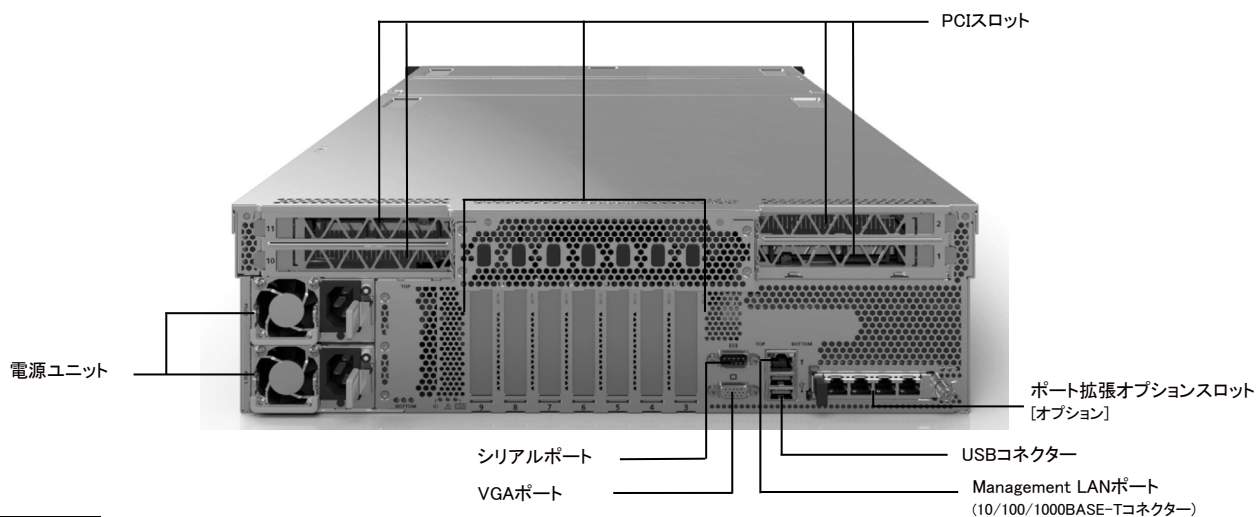 PCIスロット
11
2
10
1
TOP
TOP
BOTTOM
電源ユニット
BOTTOM
9
8
7
6
5
4
3
ポート拡張オプションスロット
[オプション]
シリアルポート
USBコネクター
VGAポート
Management LANポート
(10/100/1000BASE-Tコネクター)